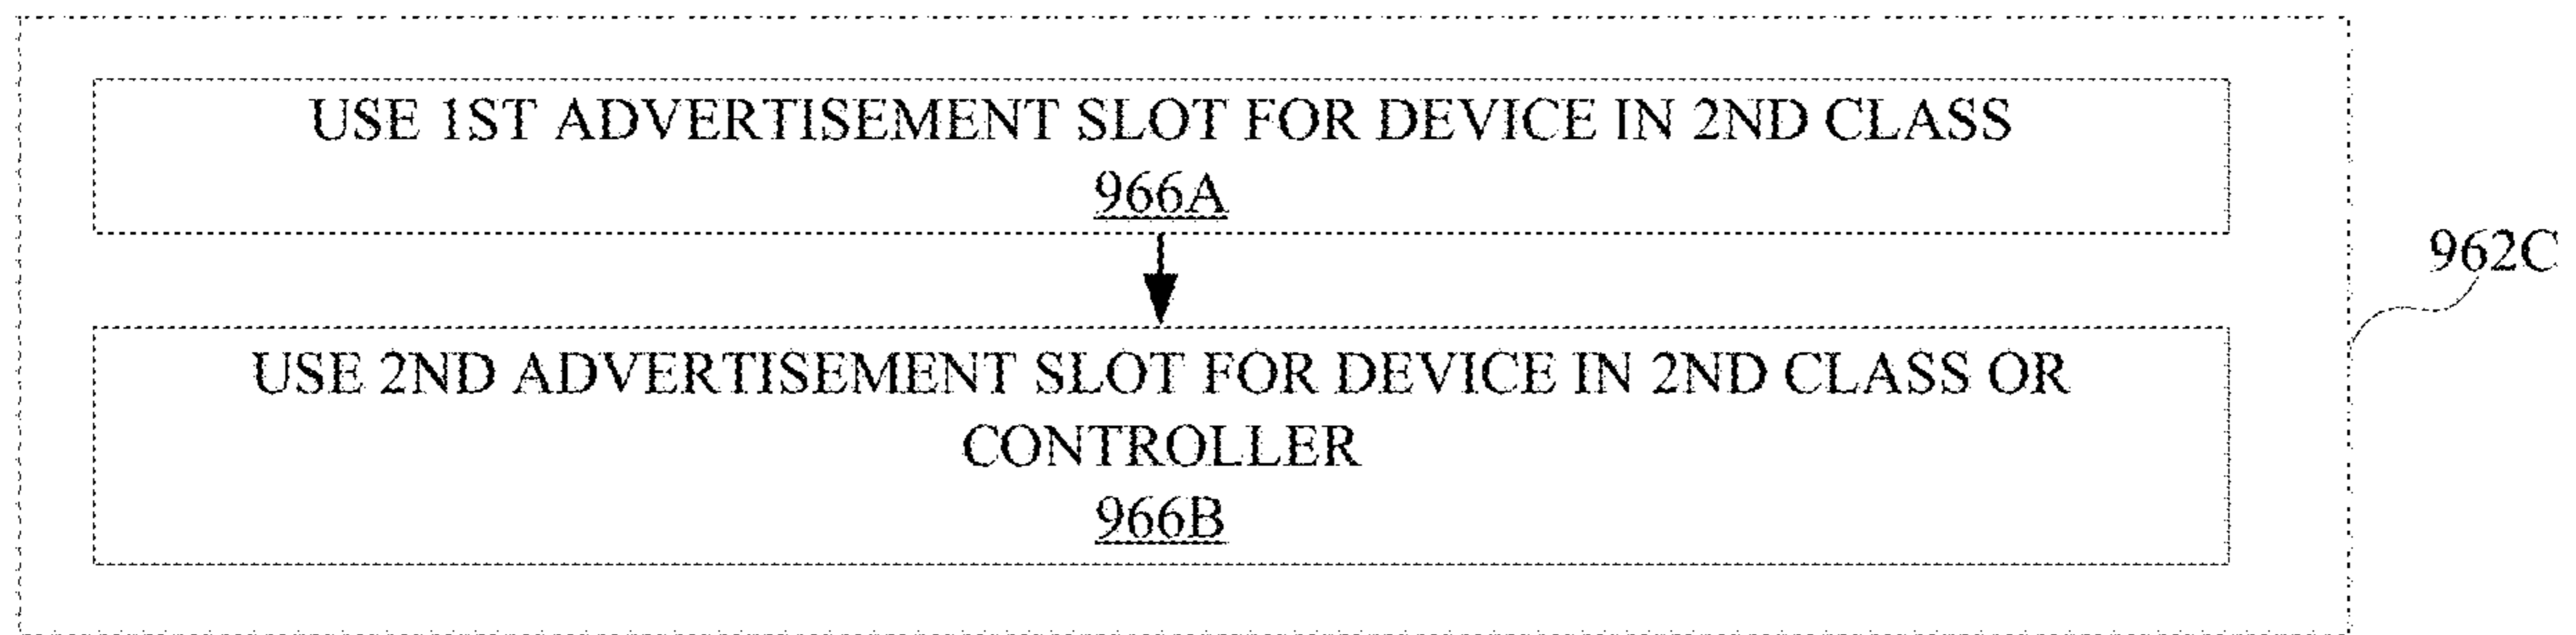 USE 1ST ADVERTISEMENT SLOT FOR DEVICE IN 2ND CLASS
966A
962C
USE 2ND ADVERTISEMENT SLOT FOR DEVICE IN 2ND CLASS OR
CONTROLLER
966B